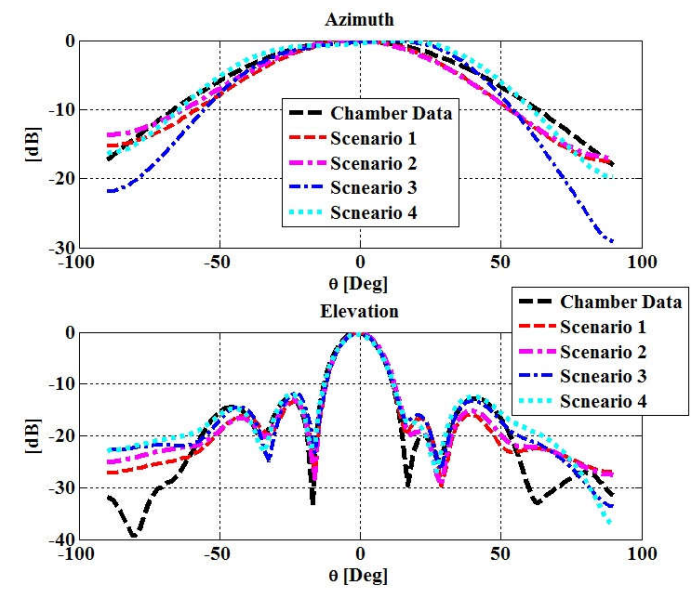 Azimuth
0
-10
-20
-30
[dB]
Chamber Data
Scenario 1
Scenario 2
Scneario 3
Scneario 4
-100
-50
0
50
100
θ [Deg]
Elevation
0
-10
-20
-30
-40
[dB]
Chamber Data
Scenario 1
Scenario 2
Scneario 3
Scneario 4
-100
-50
0
50
100
θ [Deg]